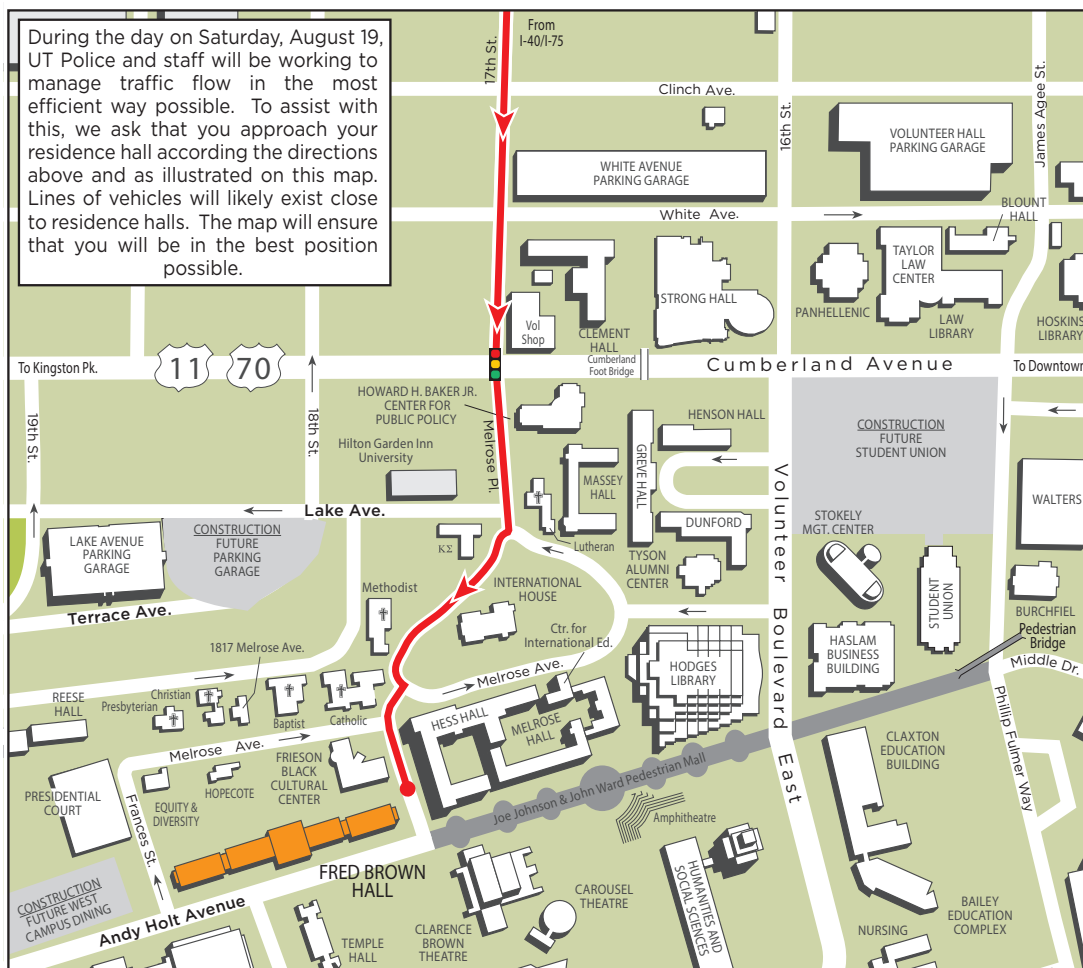 During the day on Saturday, August 19,
UT Police and staff will be working to
manage traffic flow in the most
efficient way possible. To assist with
this, we ask that you approach your
residence hall according the directions
above and as illustrated on this map.
Lines of vehicles will likely exist close
to residence halls. The map will ensure
that you will be in the best position
possible.
From
I-40/I-75
17th St.
Clinch Ave.
16th St.
James Agee St.
VOLUNTEER HALL
PARKING GARAGE
WHITE AVENUE
PARKING GARAGE
White Ave.
BLOUNT
HALL
TAYLOR
LAW
CENTER
STRONG HALL
PANHELLENIC
LAW
LIBRARY
HOSKINS
LIBRARY
Vol
Shop
CLEMENT
HALL
Cumberland
Foot Bridge
Cumberland Avenue
To Downtown
To Kingston Pk.
11
70
19th St.
18th St.
HOWARD H. BAKER JR.
CENTER FOR
PUBLIC POLICY
Melrose Pl.
Hilton Garden Inn
University
HENSON HALL
GREVE HALL
MASSEY
HALL
CONSTRUCTION
FUTURE
STUDENT UNION
WALTERS
Lake Ave.
LAKE AVENUE
PARKING
GARAGE
CONSTRUCTION
FUTURE
PARKING
GARAGE
ΚΣ
Lutheran
DUNFORD
TYSON
ALUMNI
CENTER
Volunteer Boulevard East
STOKELY
MGT. CENTER
STUDENT
UNION
BURCHFIEL
Pedestrian
Bridge
Middle Dr.
Terrace Ave.
Methodist
INTERNATIONAL
HOUSE
Ctr. for
International Ed.
HASLAM
BUSINESS
BUILDING
HODGES
LIBRARY
1817 Melrose Ave.
REESE
HALL
Christian
Presbyterian
Baptist
Catholic
Melrose Ave.
HESS HALL
MELROSE
HALL
Phillip Fulmer Way
Melrose Ave.
FRIESON
BLACK
CULTURAL
CENTER
CLAXTON
EDUCATION
BUILDING
PRESIDENTIAL
COURT
EQUITY &
DIVERSITY
HOPECOTE
Frances St.
Joe Johnson & John Ward Pedestrian Mall
Amphitheatre
FRED BROWN
HALL
CONSTRUCTION
FUTURE WEST
CAMPUS DINING
Andy Holt Avenue
HUMANITIES AND
SOCIAL SCIENCES
CAROUSEL
THEATRE
CLARENCE
BROWN
THEATRE
TEMPLE
HALL
NURSING
BAILEY
EDUCATION
COMPLEX